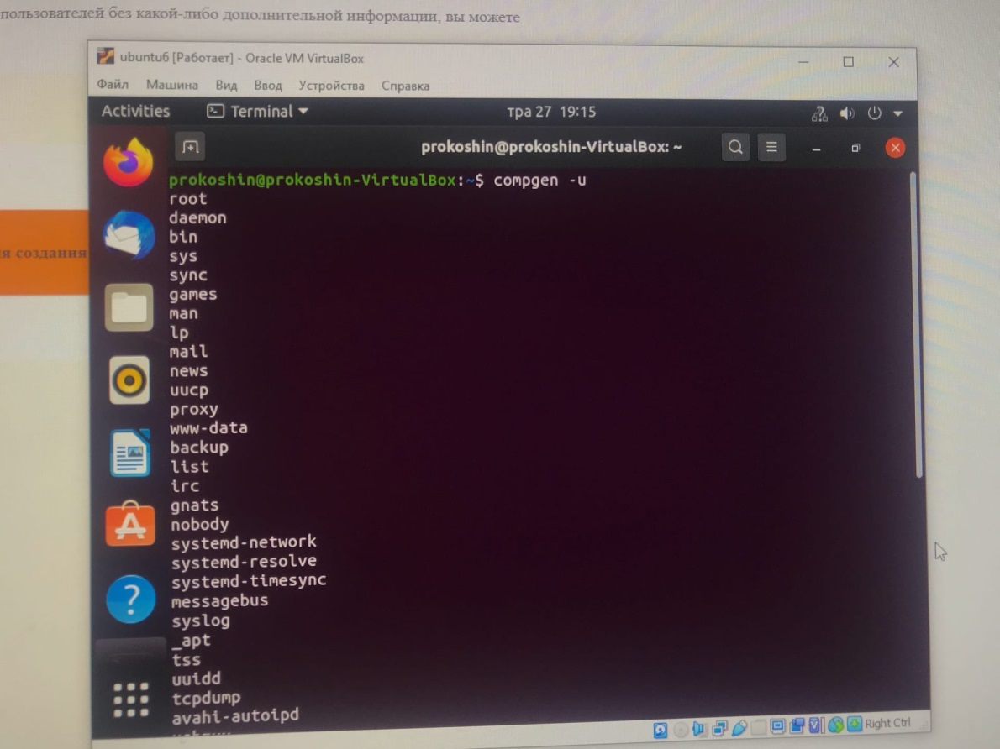 пользователей без какой-либо дополнительной информации, вы можете
ubuntu6 [Работает] - Oracle VM VirtualBox
Файл Машина Вид Ввод Устройства Справка
Activities Terminal тра 27 19:15
prokoshin@prokoshin-VirtualBox: ~
prokoshin@prokoshin-VirtualBox:~$ compgen -u
root
daemon
bin
sys
sync
games
man
lp
mail
news
uucp
proxy
www-data
backup
list
irc
gnats
nobody
systemd-network
systemd-resolve
systemd-timesync
messagebus
syslog
_apt
tss
uuidd
tcpdump
avahi-autoipd
я создания
Right Ctrl